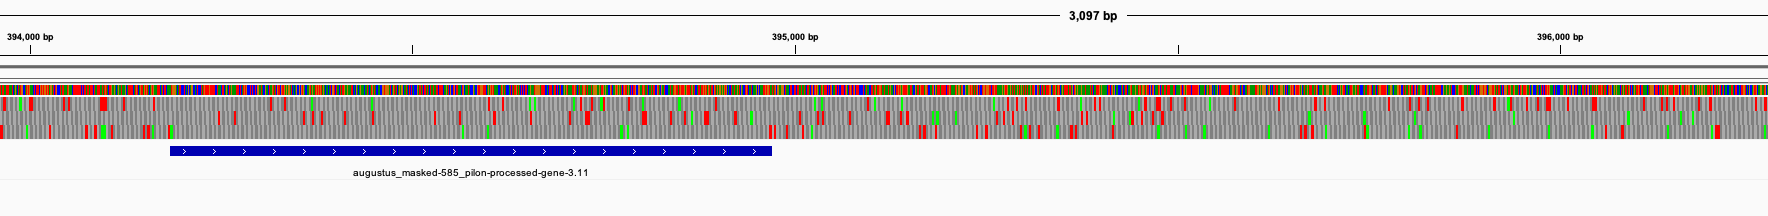 3,097 bp
394,000 bp 395,000 bp 396,000 bp
augustus_masked-585_pilon-processed-gene-3.11